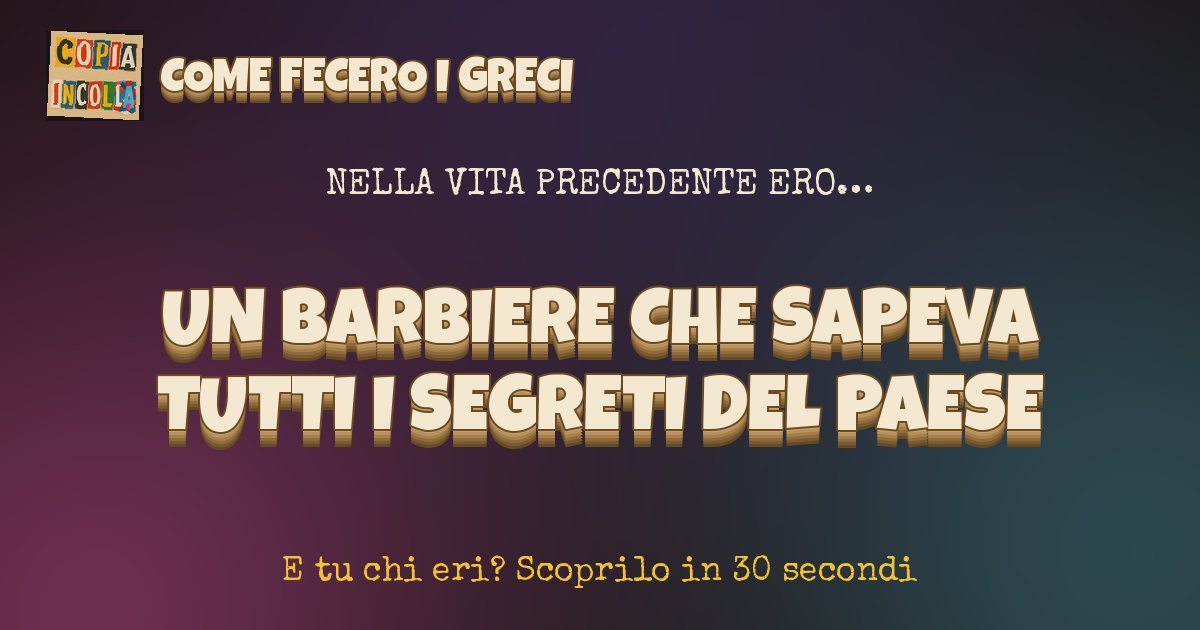 COPIA
INCOLLA
COME FECERO I GRECI
NELLA VITA PRECEDENTE ERO...
UN BARBIERE CHE SAPEVA
TUTTI I SEGRETI DEL PAESE
E tu chi eri? Scoprilo in 30 secondi